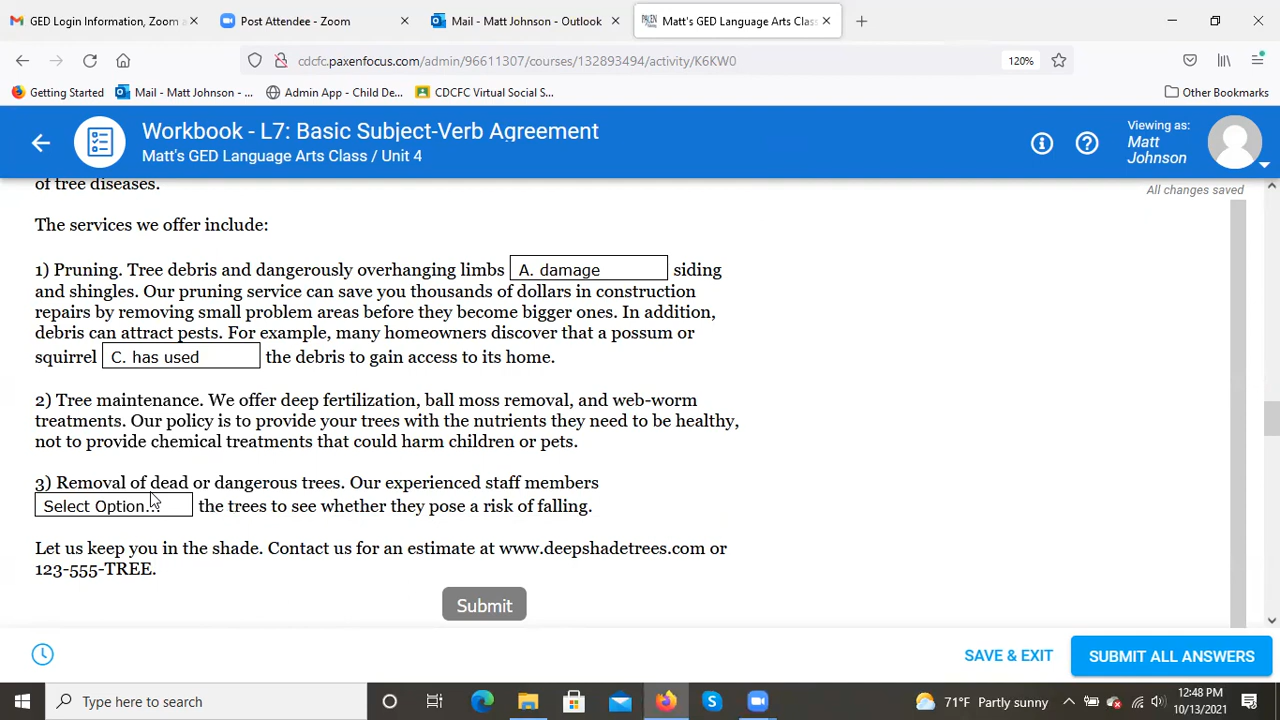 GED Login Information, Zoom a
Post Attendee - Zoom
Mail - Matt Johnson - Outlook
Matt's GED Language Arts Clas
cdcfc.paxenfocus.com/admin/96611307/courses/132893494/activity/K6KW0
120%
Getting Started
Mail - Matt Johnson - ...
Admin App - Child De...
CDCFC Virtual Social S...
Other Bookmarks
Workbook - L7: Basic Subject-Verb Agreement
Matt's GED Language Arts Class / Unit 4
Viewing as:
Matt
Johnson
All changes saved
of tree diseases.
The services we offer include:
1) Pruning. Tree debris and dangerously overhanging limbs A. damage siding
and shingles. Our pruning service can save you thousands of dollars in construction
repairs by removing small problem areas before they become bigger ones. In addition,
debris can attract pests. For example, many homeowners discover that a possum or
squirrel C. has used the debris to gain access to its home.
2) Tree maintenance. We offer deep fertilization, ball moss removal, and web-worm
treatments. Our policy is to provide your trees with the nutrients they need to be healthy,
not to provide chemical treatments that could harm children or pets.
3) Removal of dead or dangerous trees. Our experienced staff members
Select Option... the trees to see whether they pose a risk of falling.
Let us keep you in the shade. Contact us for an estimate at www.deepshadetrees.com or
123-555-TREE.
Submit
SAVE & EXIT
SUBMIT ALL ANSWERS
Type here to search
71°F Partly sunny
12:48 PM
10/13/2021